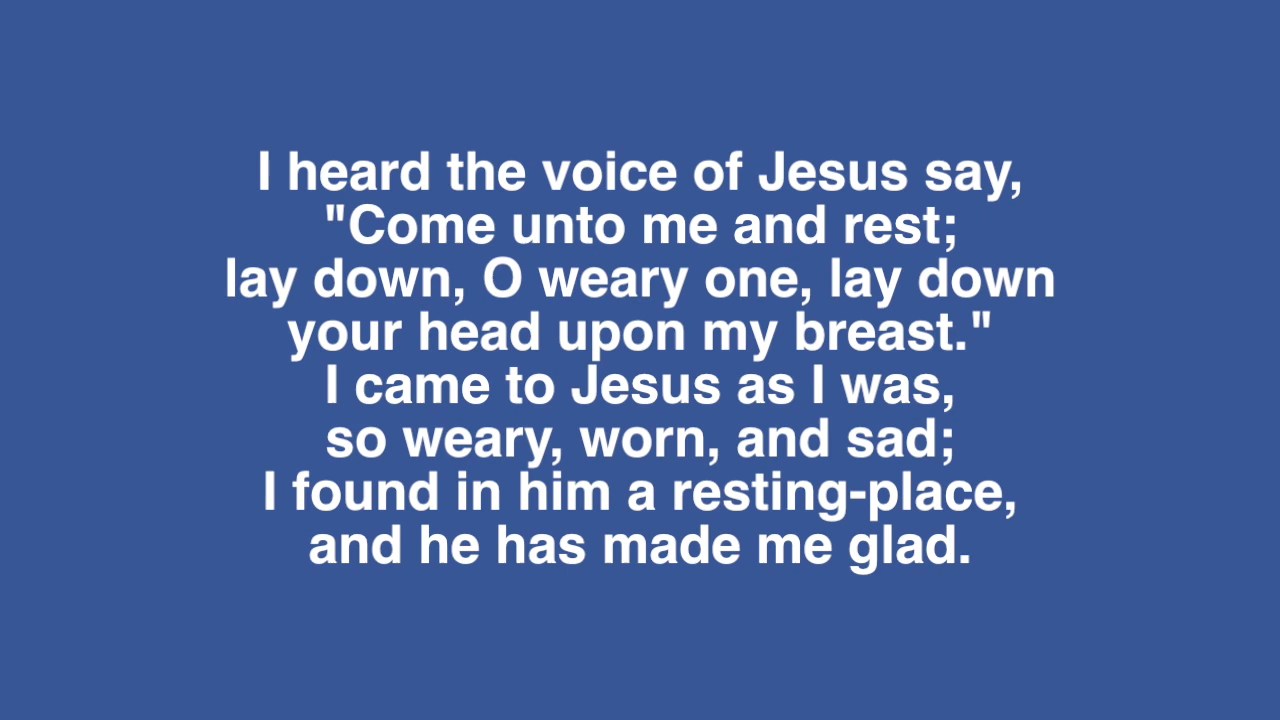 I heard the voice of Jesus say,
"Come unto me and rest;
lay down, O weary one, lay down
your head upon my breast."
I came to Jesus as I was,
so weary, worn, and sad;
I found in him a resting-place,
and he has made me glad.